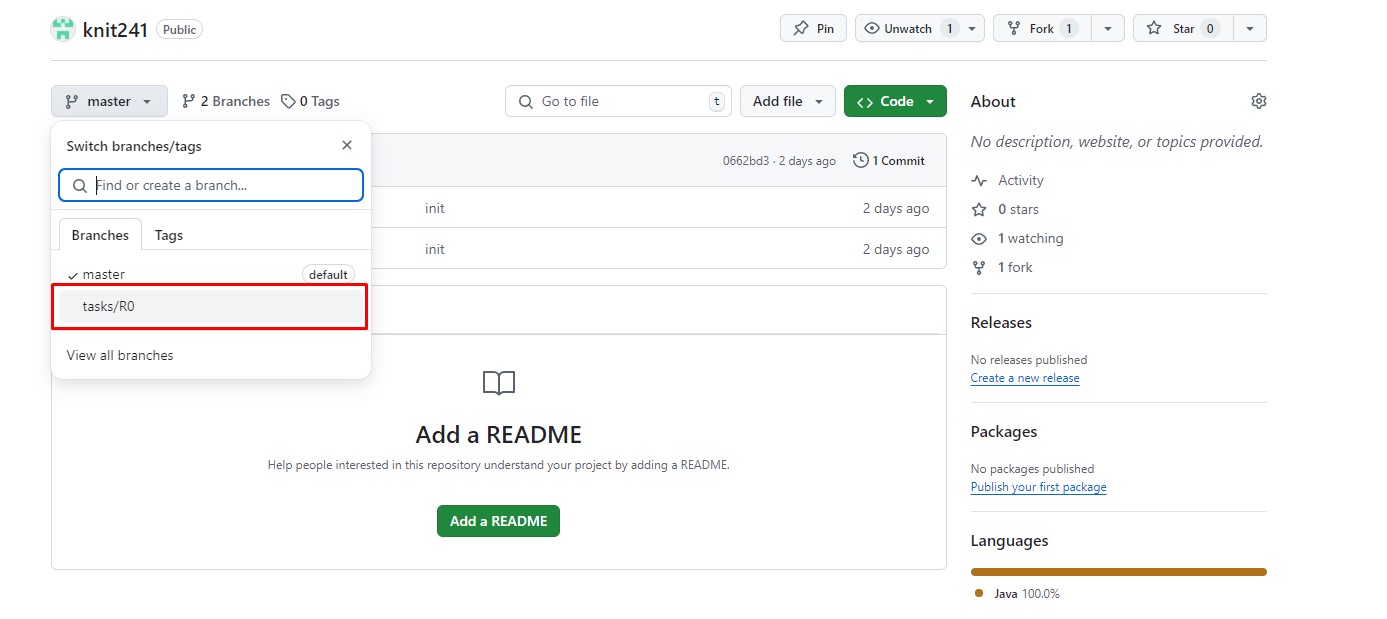 knit241 Public
Pin
Unwatch 1
Fork 1
Star 0
master
2 Branches
0 Tags
Go to file t
Add file
Code
Switch branches/tags
Find or create a branch...
Branches Tags
master default
tasks/R0
View all branches
0662bd3 · 2 days ago
1 Commit
init 2 days ago
init 2 days ago
Add a README
Help people interested in this repository understand your project by adding a README.
Add a README
About
No description, website, or topics provided.
Activity
0 stars
1 watching
1 fork
Releases
No releases published
Create a new release
Packages
No packages published
Publish your first package
Languages
Java 100.0%